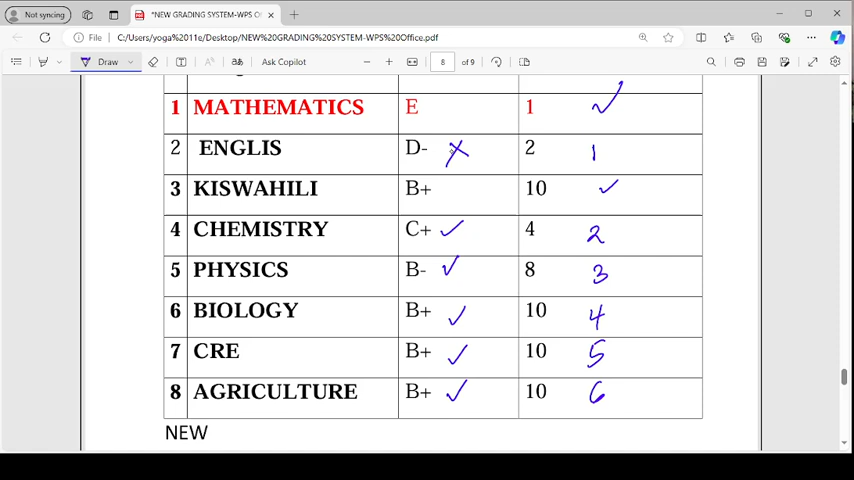 Not syncing
*NEW GRADING SYSTEM-WPS Of
File
C:/Users/yoga%2011e/Desktop/NEW%20GRADING%20SYSTEM-WPS%20Office.pdf
Draw
Ask Copilot
8 of 9
1 MATHEMATICS E 1 ✓
2 ENGLIS D- ✗ 2 1
3 KISWAHILI B+ 10 ✓
4 CHEMISTRY C+ ✓ 4 2
5 PHYSICS B- ✓ 8 3
6 BIOLOGY B+ ✓ 10 4
7 CRE B+ ✓ 10 5
8 AGRICULTURE B+ ✓ 10 6
NEW